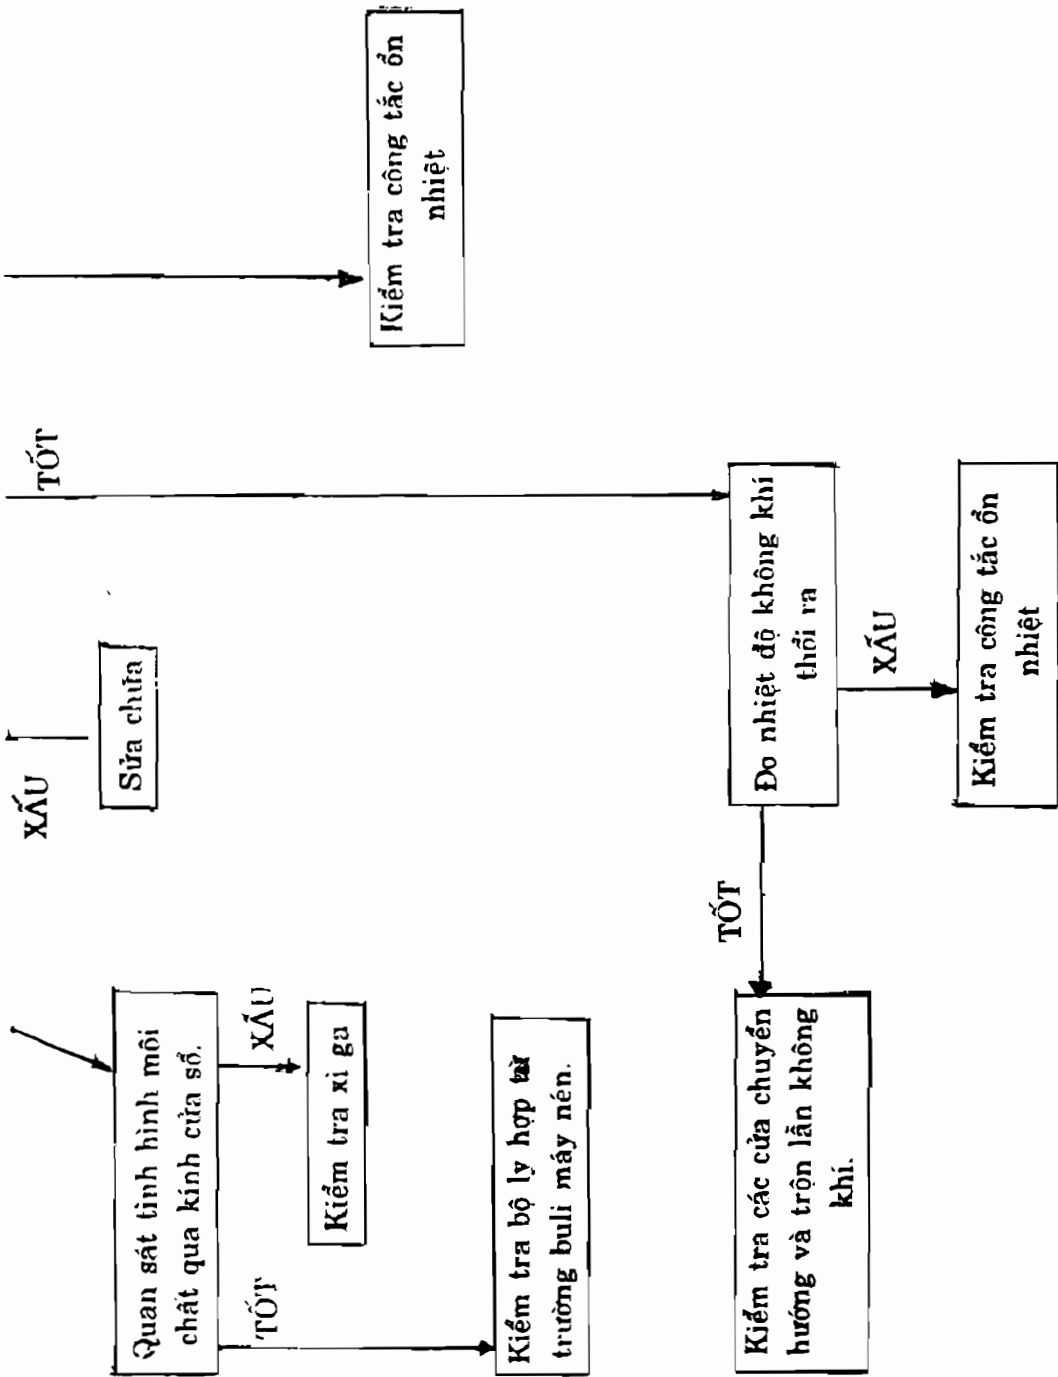 Quan sát tình hình môi
chất qua kính cửa sổ.
TỐT
XẤU
Kiểm tra xì ga
Kiểm tra bộ ly hợp từ
trường buli máy nén.
XẤU
Sửa chữa
TỐT
Kiểm tra công tắc ổn
nhiệt
Đo nhiệt độ không khí
thổi ra
TỐT
XẤU
Kiểm tra các cửa chuyển
hướng và trộn lẫn không
khí.
Kiểm tra công tắc ổn
nhiệt